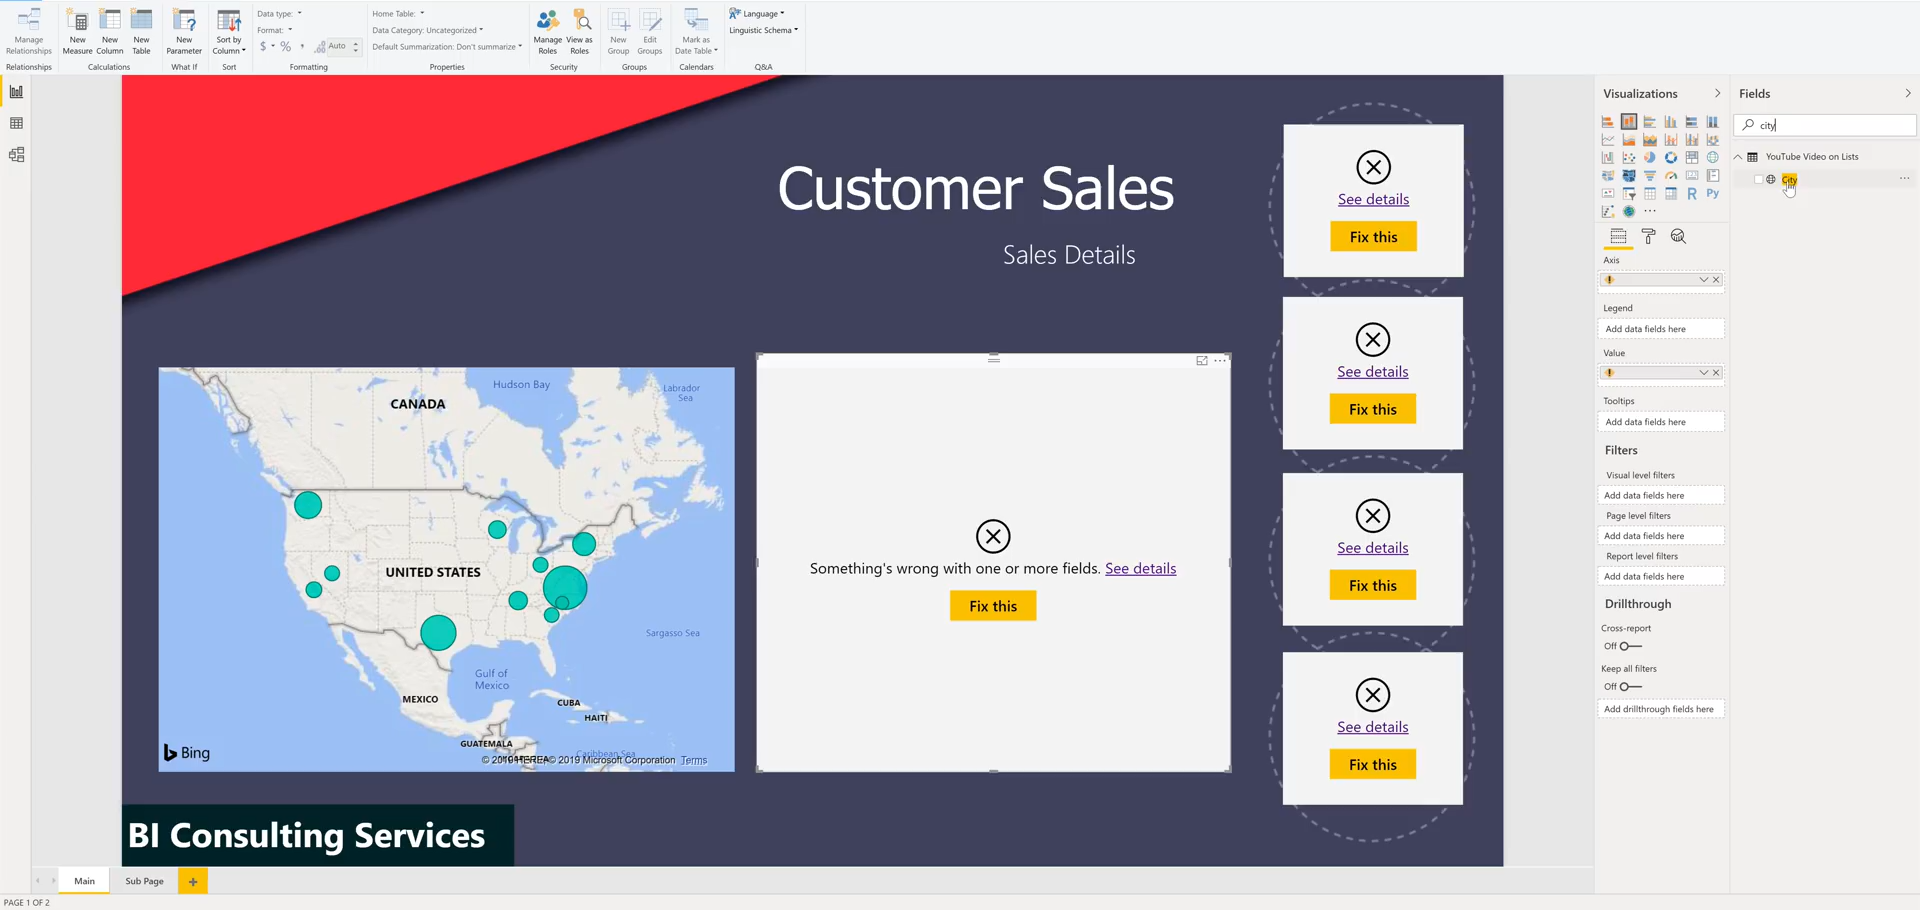 Manage
Relationships
Relationships
New
Measure
New
Column
New
Table
Calculations
New
Parameter
What If
Sort by
Column
Sort
Data type:
Format:
$ % , Auto
Formatting
Home Table:
Data Category: Uncategorized
Default Summarization: Don't summarize
Properties
Manage
Roles
View as
Roles
Security
New
Group
Edit
Groups
Groups
Mark as
Date Table
Calendars
Language
Linguistic Schema
Q&A
Customer Sales
Sales Details
See details
Fix this
See details
Fix this
See details
Fix this
See details
Fix this
Hudson Bay
Labrador
Sea
CANADA
UNITED STATES
Sargasso Sea
Gulf of
Mexico
MEXICO
CUBA
HAITI
GUATEMALA
Caribbean Sea
© 2019 HERE © 2019 Microsoft Corporation Terms
Bing
Something's wrong with one or more fields. See details
Fix this
BI Consulting Services
Main
Sub Page
+
PAGE 1 OF 2
Visualizations
R
Py
Axis
Legend
Add data fields here
Value
Tooltips
Add data fields here
Filters
Visual level filters
Add data fields here
Page level filters
Add data fields here
Report level filters
Add data fields here
Drillthrough
Cross-report
Off
Keep all filters
Off
Add drillthrough fields here
Fields
city
YouTube Video on Lists
City